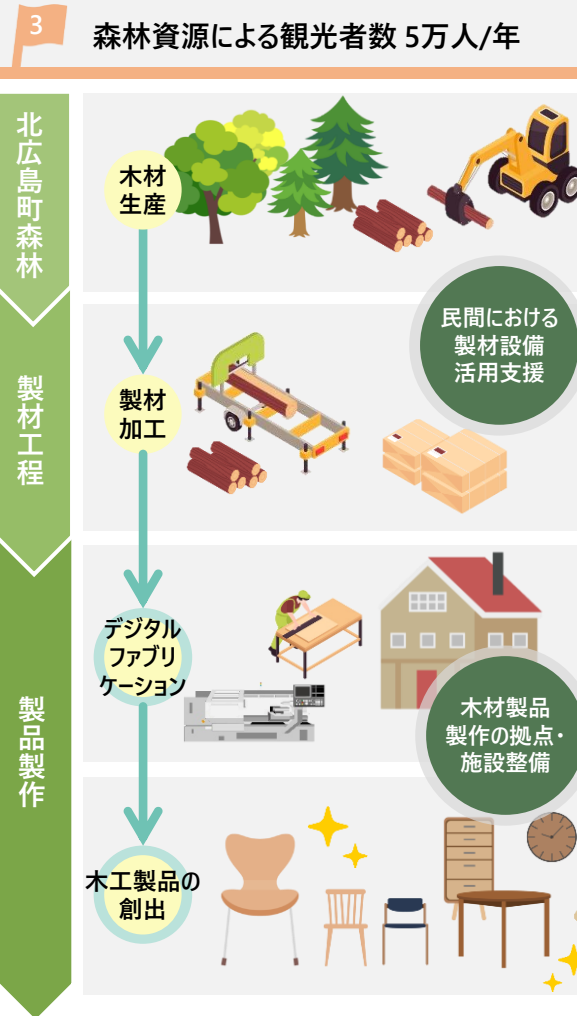 3
森林資源による観光者数 5万人/年
北広島町森林
木材
生産
民間における
製材設備
活用支援
製材工程
製材
加工
製品製作
デジタル
ファブリ
ケーション
木材製品
製作の拠点・
施設整備
木工製品の
創出